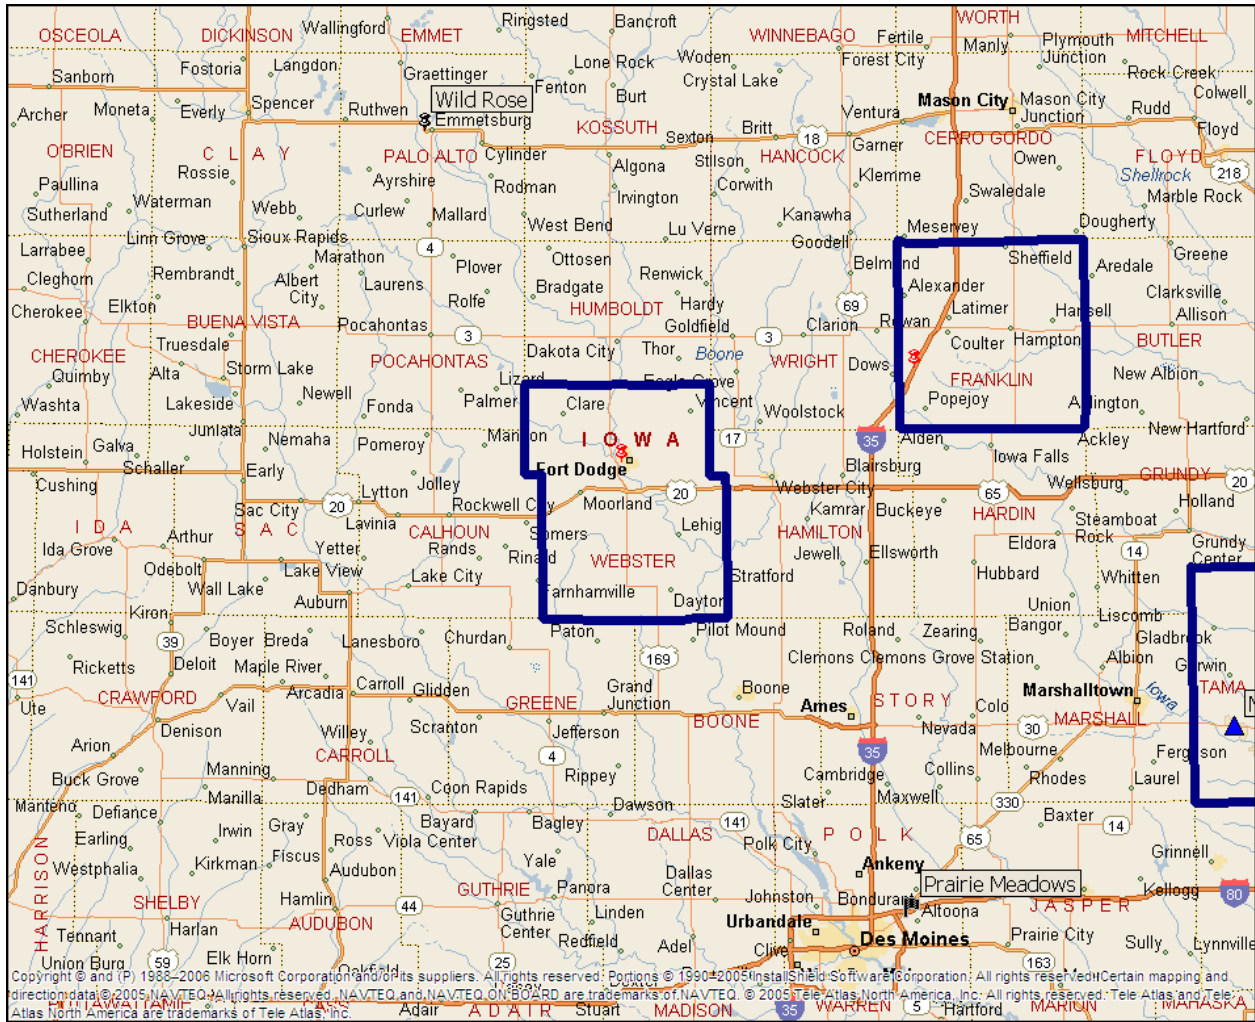 OSCEOLA DICKINSON Wallingford EMMET Ringsted Bancroft WINNEBAGO Fertile WORTH Manly Plymouth Junction MITCHELL
Sanborn Fostoria Langdon Graettinger Fenton Lone Rock Woden Crystal Lake Forest City Rock Creek Colwell
Archer Moneta Everly Spencer Ruthven Wild Rose Emmetsburg Burt Ventura Mason City Mason City Junction Rudd Floyd
O'BRIEN CLAY PALO ALTO Cylinder KOSSUTH Sexton Britt 18 HANCOCK Garner CERRO GORDO FLOYD 218
Paullina Rossie Ayrshire Rodman Algona Stilson Corwith Klemme Owen Shellrock
Sutherland Waterman Webb Curlew Mallard Irvington Kanawha Swaledale Marble Rock
Larrabee Linn Grove Sioux Rapids 4 West Bend Lu Verne Goodell Meservey Dougherty
Cleghorn Rembrandt Marathon Plover Ottosen Renwick Belmond Sheffield Aredale Greene
Cherokee Elkton Albert City Laurens Rolfe Bradgate Hardy 69 Alexander Latimer Hansell Clarksville
BUENA VISTA Pocahontas 3 HUMBOLDT Goldfield 3 Clarion Rowan Allison
CHEROKEE Truesdale POCAHONTAS Dakota City Thor Boone WRIGHT Dows Coulter Hampton BUTLER
Quimby Alta Storm Lake Lizard Eagle Grove FRANKLIN New Albion
Washta Lakeside Newell Fonda Palmer Clare Vincent Woolstock Popejoy New Hartford
Holstein Galva Juniata Nemaha Pomeroy IOWA 17 35 Alden Ackley
Schaller Early Jolley Fort Dodge Blairsburg Iowa Falls GRUNDY
Cushing Sac City 20 Lytton Rockwell City Moorland 20 Webster City 65 Wellsburg 20 Holland
IDA SAC Lavinia CALHOUN Somers HAMILTON Kamrar Buckeye HARDIN Steamboat Rock
Ida Grove Arthur Yetter Rands WEBSTER Jewell Ellsworth Eldora 14 Grundy Center
Danbury Odebolt Wall Lake Lake View Lake City Farnhamville Stratford Hubbard Whitten
Kiron Auburn Dayton Union Liscomb
Schleswig 39 Boyer Breda Lanesboro Churdan Paton Pilot Mound Roland Zearing Bangor Gladbrook
141 Ricketts Deloit Maple River 169 Clemons Clemons Grove Station Albion
Ute CRAWFORD Vail Arcadia Carroll Glidden GREENE Grand Junction Boone Ames STORY Colo Marshalltown Iowa TAMA
Arion Denison Willey Scranton Jefferson BOONE Nevada 30 MARSHALL
Buck Grove Manning CARROLL 4 Rippey 35 Cambridge Collins Melbourne Rhodes Laurel
Manteno Manilla Dedham 141 Coon Rapids Dawson Slater Maxwell 330
Defiance Irwin Gray Bayard Bagley DALLAS 141 POLK Baxter 14
Earling Ross Viola Center Polk City 65
HARRISON Westphalia Kirkman Fiscus Audubon Yale Dallas Center Ankeny Grinnell
SHELBY Hamlin 44 GUTHRIE Panora Johnston Prairie Meadows Kellogg 80
Harlan AUDUBON Guthrie Center Linden Urbandale Altoona JASPER
Tennant Redfield Adel Clive Des Moines Prairie City Sully Lynnville
Union Burg 59 Elk Horn 25 163
Copyright © and (P) 1988–2006 Microsoft Corporation and/or its suppliers. All rights reserved. Portions © 1990–2005 InstallShield Software Corporation. All rights reserved. Certain mapping and
direction data © 2005 NAVTEQ. All rights reserved. NAVTEQ and NAVTEQ ON BOARD are trademarks of NAVTEQ. © 2005 Tele Atlas North America, Inc. All rights reserved. Tele Atlas and Tele
Atlas North America are trademarks of Tele Atlas, Inc.
Adair ADAIR Stuart MADISON 35 WARREN 5 Hartford MARION MAHASKA